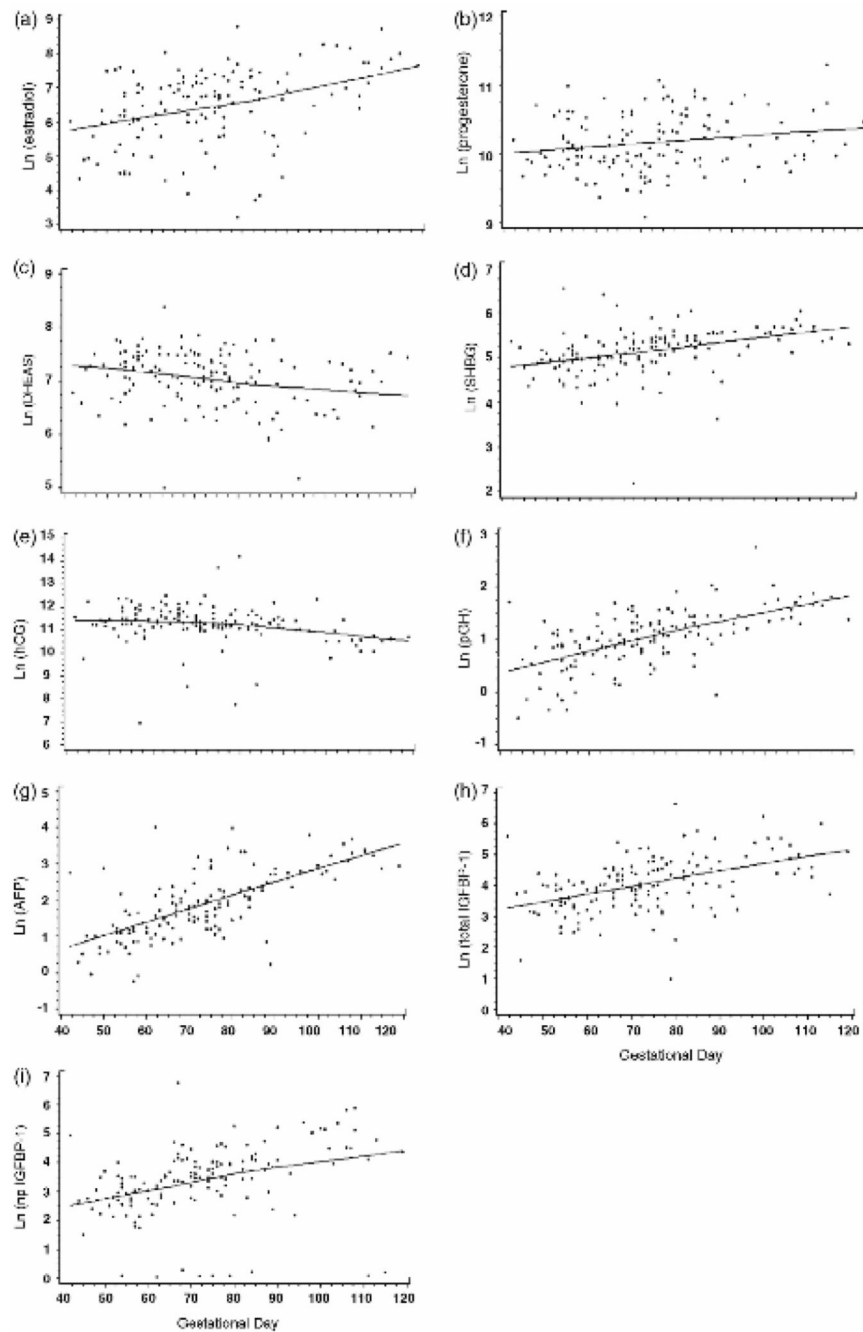 (a)
Ln (estradiol)
9
8
7
6
5
4
3
(b)
Ln (progesterone)
12
11
10
9
(c)
Ln (DHEAS)
9
8
7
6
5
(d)
Ln (SHBG)
7
6
5
4
3
2
(e)
Ln (hCG)
15
14
13
12
11
10
9
8
7
6
(f)
Ln (pGH)
3
2
1
0
-1
(g)
Ln (AFP)
5
4
3
2
1
0
-1
40 50 60 70 80 90 100 110 120
Gestational Day
(h)
Ln (total IGFBP-1)
7
6
5
4
3
2
1
0
40 50 60 70 80 90 100 110 120
Gestational Day
(i)
Ln (np IGFBP-1)
7
6
5
4
3
2
1
0
40 50 60 70 80 90 100 110 120
Gestational Day